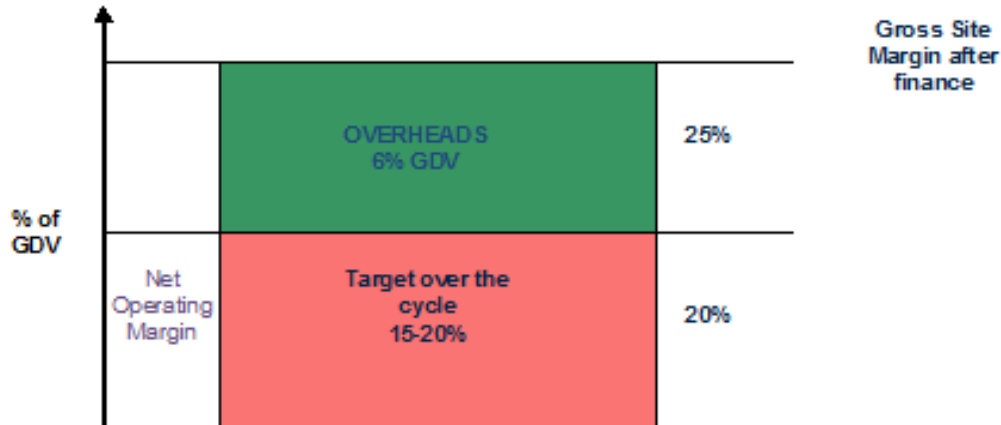 Gross Site
Margin after
finance
OVERHEADS
6% GDV
25%
% of
GDV
Net
Operating
Margin
Target over the
cycle
15-20%
20%